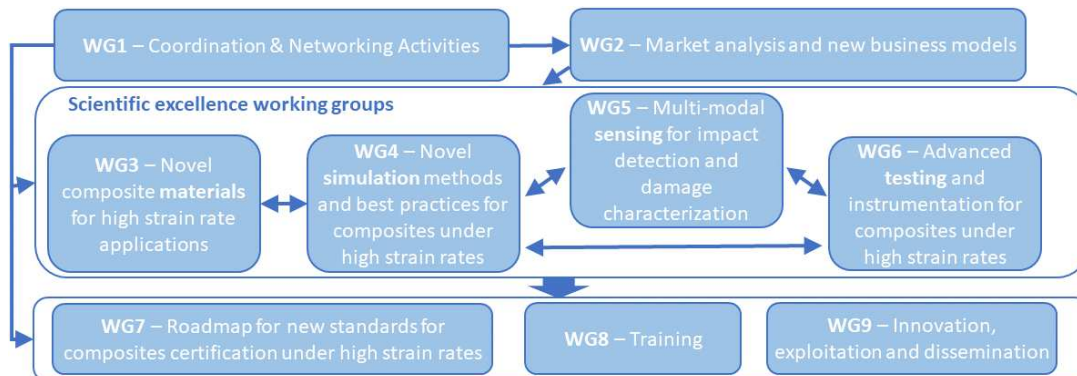 WG1 – Coordination & Networking Activities
WG2 – Market analysis and new business models
Scientific excellence working groups
WG3 – Novel
composite materials
for high strain rate
applications
WG4 – Novel
simulation methods
and best practices for
composites under
high strain rates
WG5 – Multi-modal
sensing for impact
detection and
damage
characterization
WG6 – Advanced
testing and
instrumentation for
composites under
high strain rates
WG7 – Roadmap for new standards for
composites certification under high strain rates
WG8 – Training
WG9 – Innovation,
exploitation and dissemination